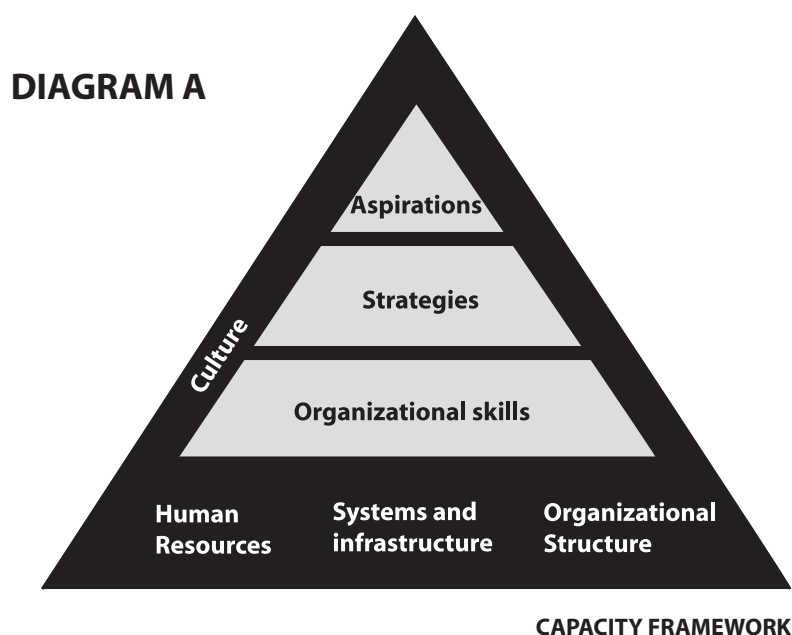 DIAGRAM A
Aspirations
Strategies
Culture
Organizational skills
Human
Resources
Systems and
infrastructure
Organizational
Structure
CAPACITY FRAMEWORK